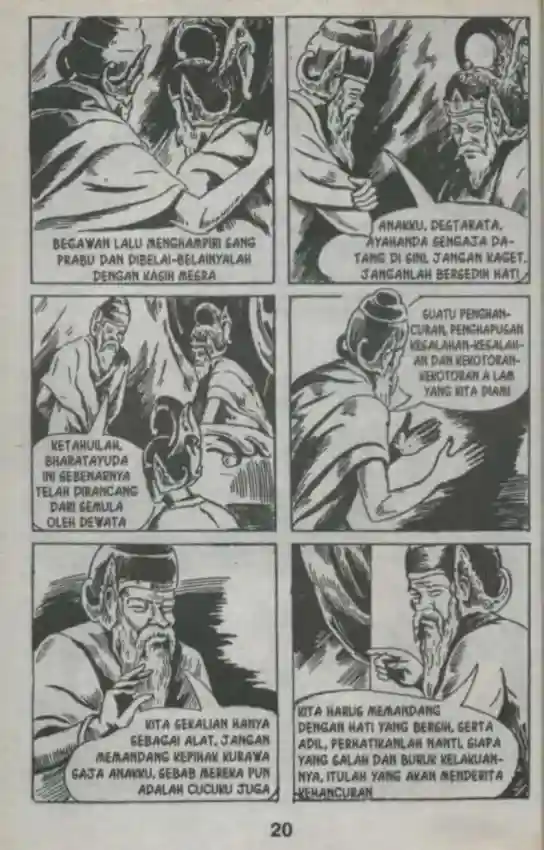 BEGAWAN LALU MENGHAMPIRI SANG
PRABU DAN DIBELAI-BELAINYALAH
DENGAN KASIH MESRA
ANAKKU, DESTARATA,
AYAHANDA SENGAJA DA-
TANG DI SINI, JANGAN KAGET,
JANGANLAH BERSEDIH HATI
KETAHUILAH,
BHARATAYUDA
INI SEBENARNYA
TELAH DIRANCANG
DARI SEMULA
OLEH DEWATA
SUATU PENGHAN-
CURAN, PENGHAPUSAN
KESALAHAN-KESALAH-
AN DAN KEKOTORAN-
KEKOTORAN A LAM
YANG KITA DIAMI
KITA SEKALIAN HANYA
SEBAGAI ALAT, JANGAN
MEMANDANG KEPIHAK KURAWA
SAJA ANAKKU, SEBAB MEREKA PUN
ADALAH CUCUKU JUGA
KITA HARUS MEMANDANG
DENGAN HATI YANG BERSIH, SERTA
ADIL, PERHATIKANLAH NANTI, SIAPA
YANG SALAH DAN BURUK KELAKUAN-
NYA, ITULAH YANG AKAN MENDERITA
KEHANCURAN
20